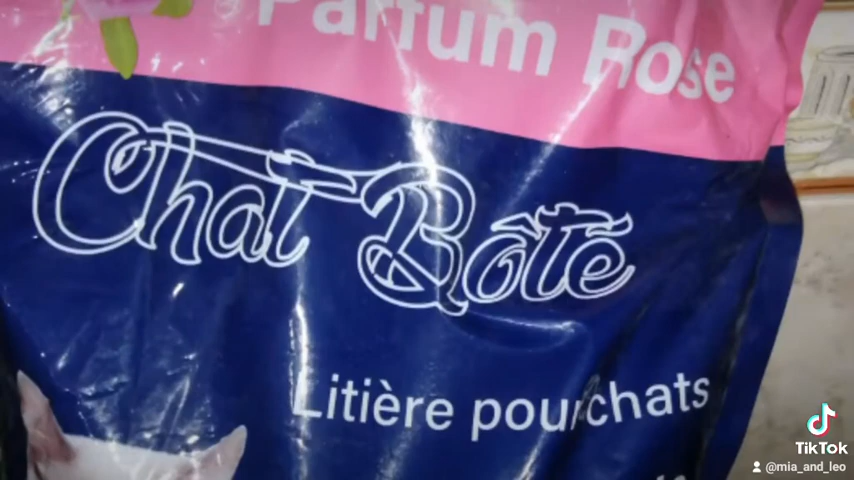 Parfum Rose
Chat Bôté
Litière pour chats
TikTok
@mia_and_leo